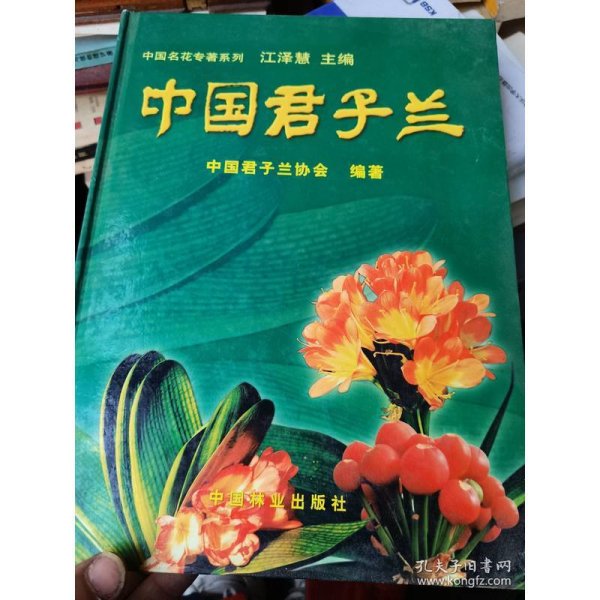 中国名花专著系列 江泽慧 主编
中国君子兰
中国君子兰协会 编著
中国林业出版社
KSB
孔夫子旧书网
www.kongfz.com